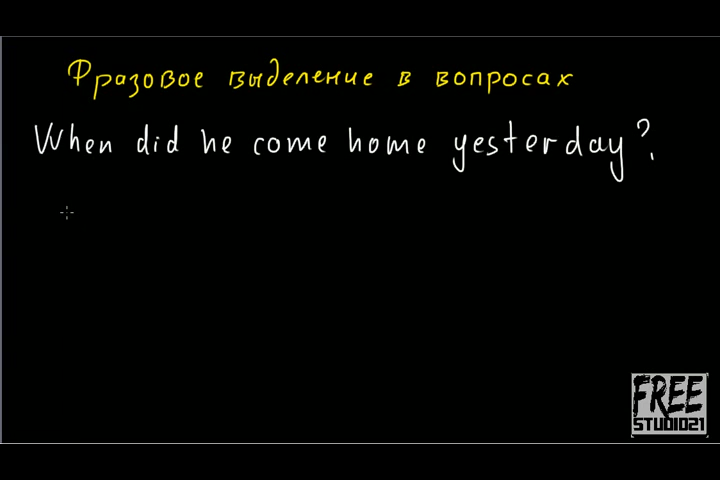 Фразовое выделение в вопросах
When did he come home yesterday?
FREE
STUDIO21